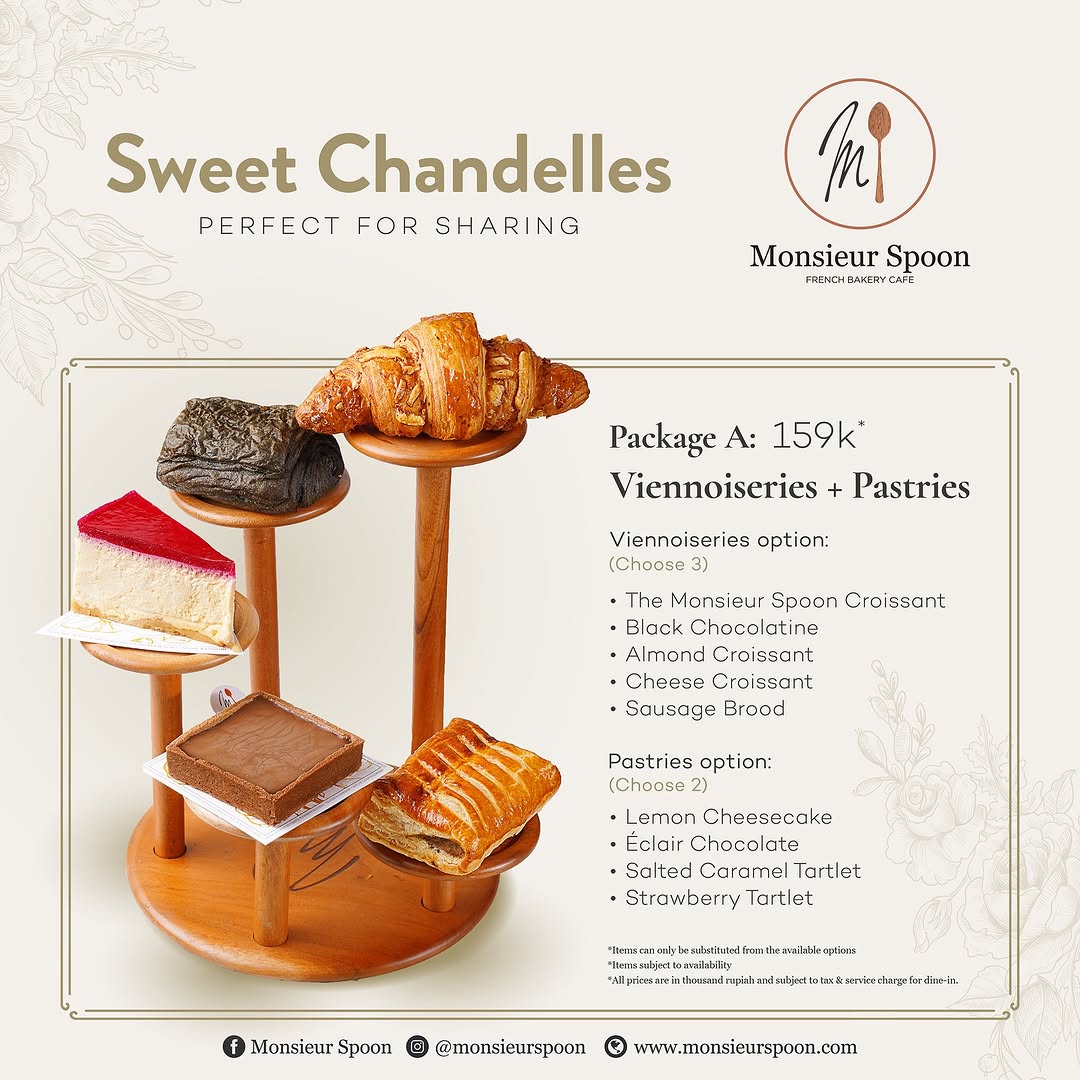 Sweet Chandelles
PERFECT FOR SHARING
M
Monsieur Spoon
FRENCH BAKERY CAFE
Package A: 159k*
Viennoiseries + Pastries
Viennoiseries option:
(Choose 3)
• The Monsieur Spoon Croissant
• Black Chocolatine
• Almond Croissant
• Cheese Croissant
• Sausage Brood
Pastries option:
(Choose 2)
• Lemon Cheesecake
• Éclair Chocolate
• Salted Caramel Tartlet
• Strawberry Tartlet
*Items can only be substituted from the available options
*Items subject to availability
*All prices are in thousand rupiah and subject to tax & service charge for dine-in.
Monsieur Spoon @monsieurspoon www.monsieurspoon.com